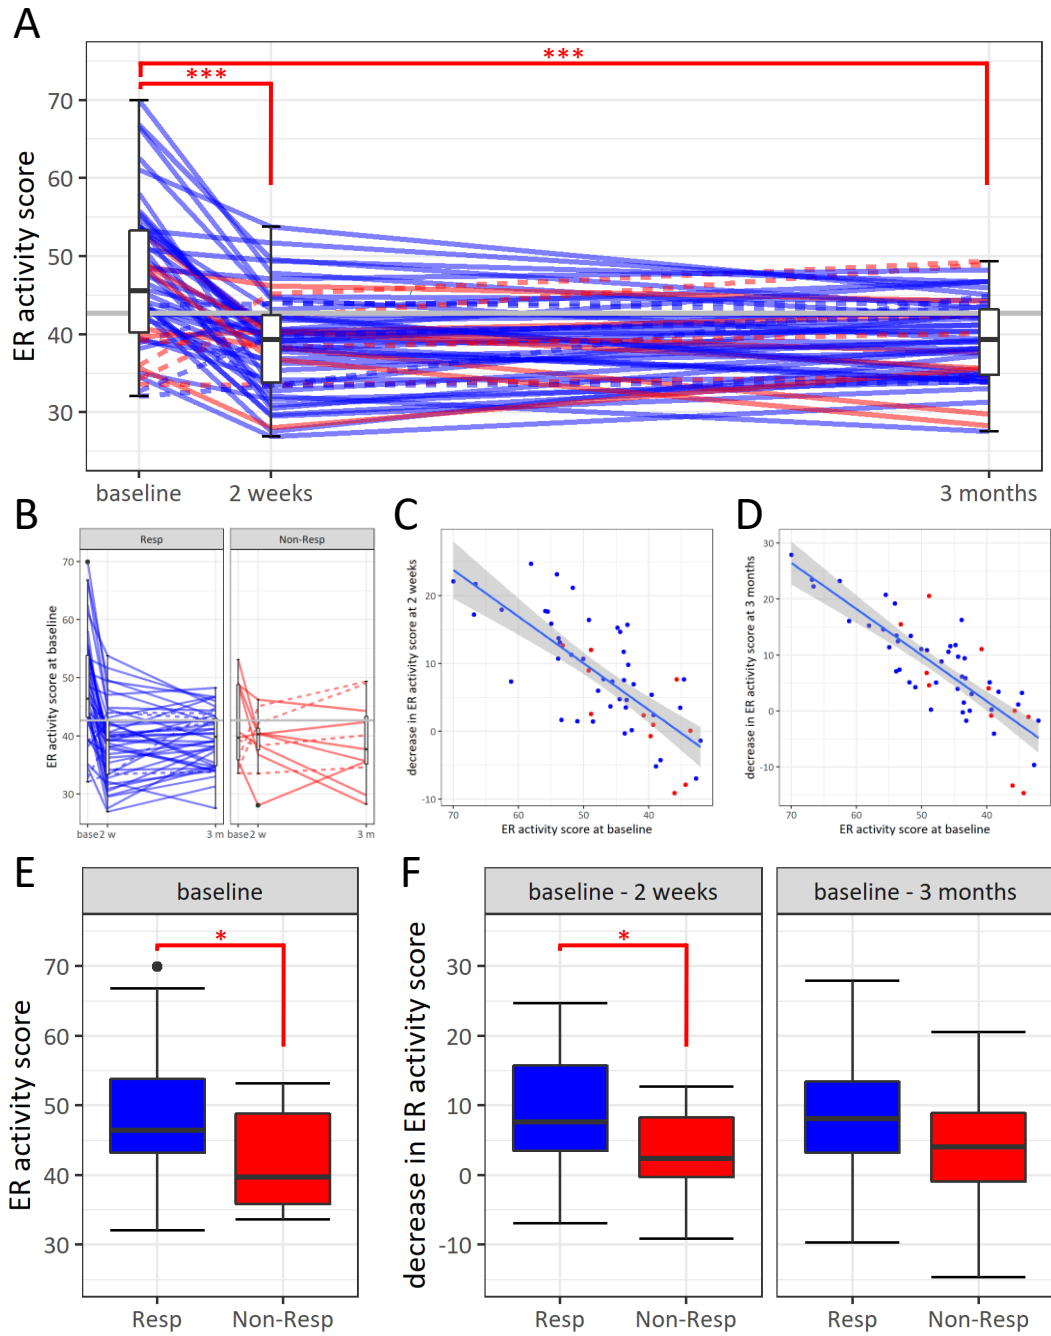 A
***
***
70
60
50
40
30
ER activity score
baseline 2 weeks 3 months
B
Resp Non-Resp
70
60
50
40
30
ER activity score at baseline
base2 w 3 m base2 w 3 m
C
20
10
0
-10
decrease in ER activity score at 2 weeks
70 60 50 40
ER activity score at baseline
D
30
20
10
0
-10
decrease in ER activity score at 3 months
70 60 50 40
ER activity score at baseline
E
baseline
*
70
60
50
40
30
ER activity score
Resp Non-Resp
F
baseline - 2 weeks baseline - 3 months
*
30
20
10
0
-10
decrease in ER activity score
Resp Non-Resp Resp Non-Resp